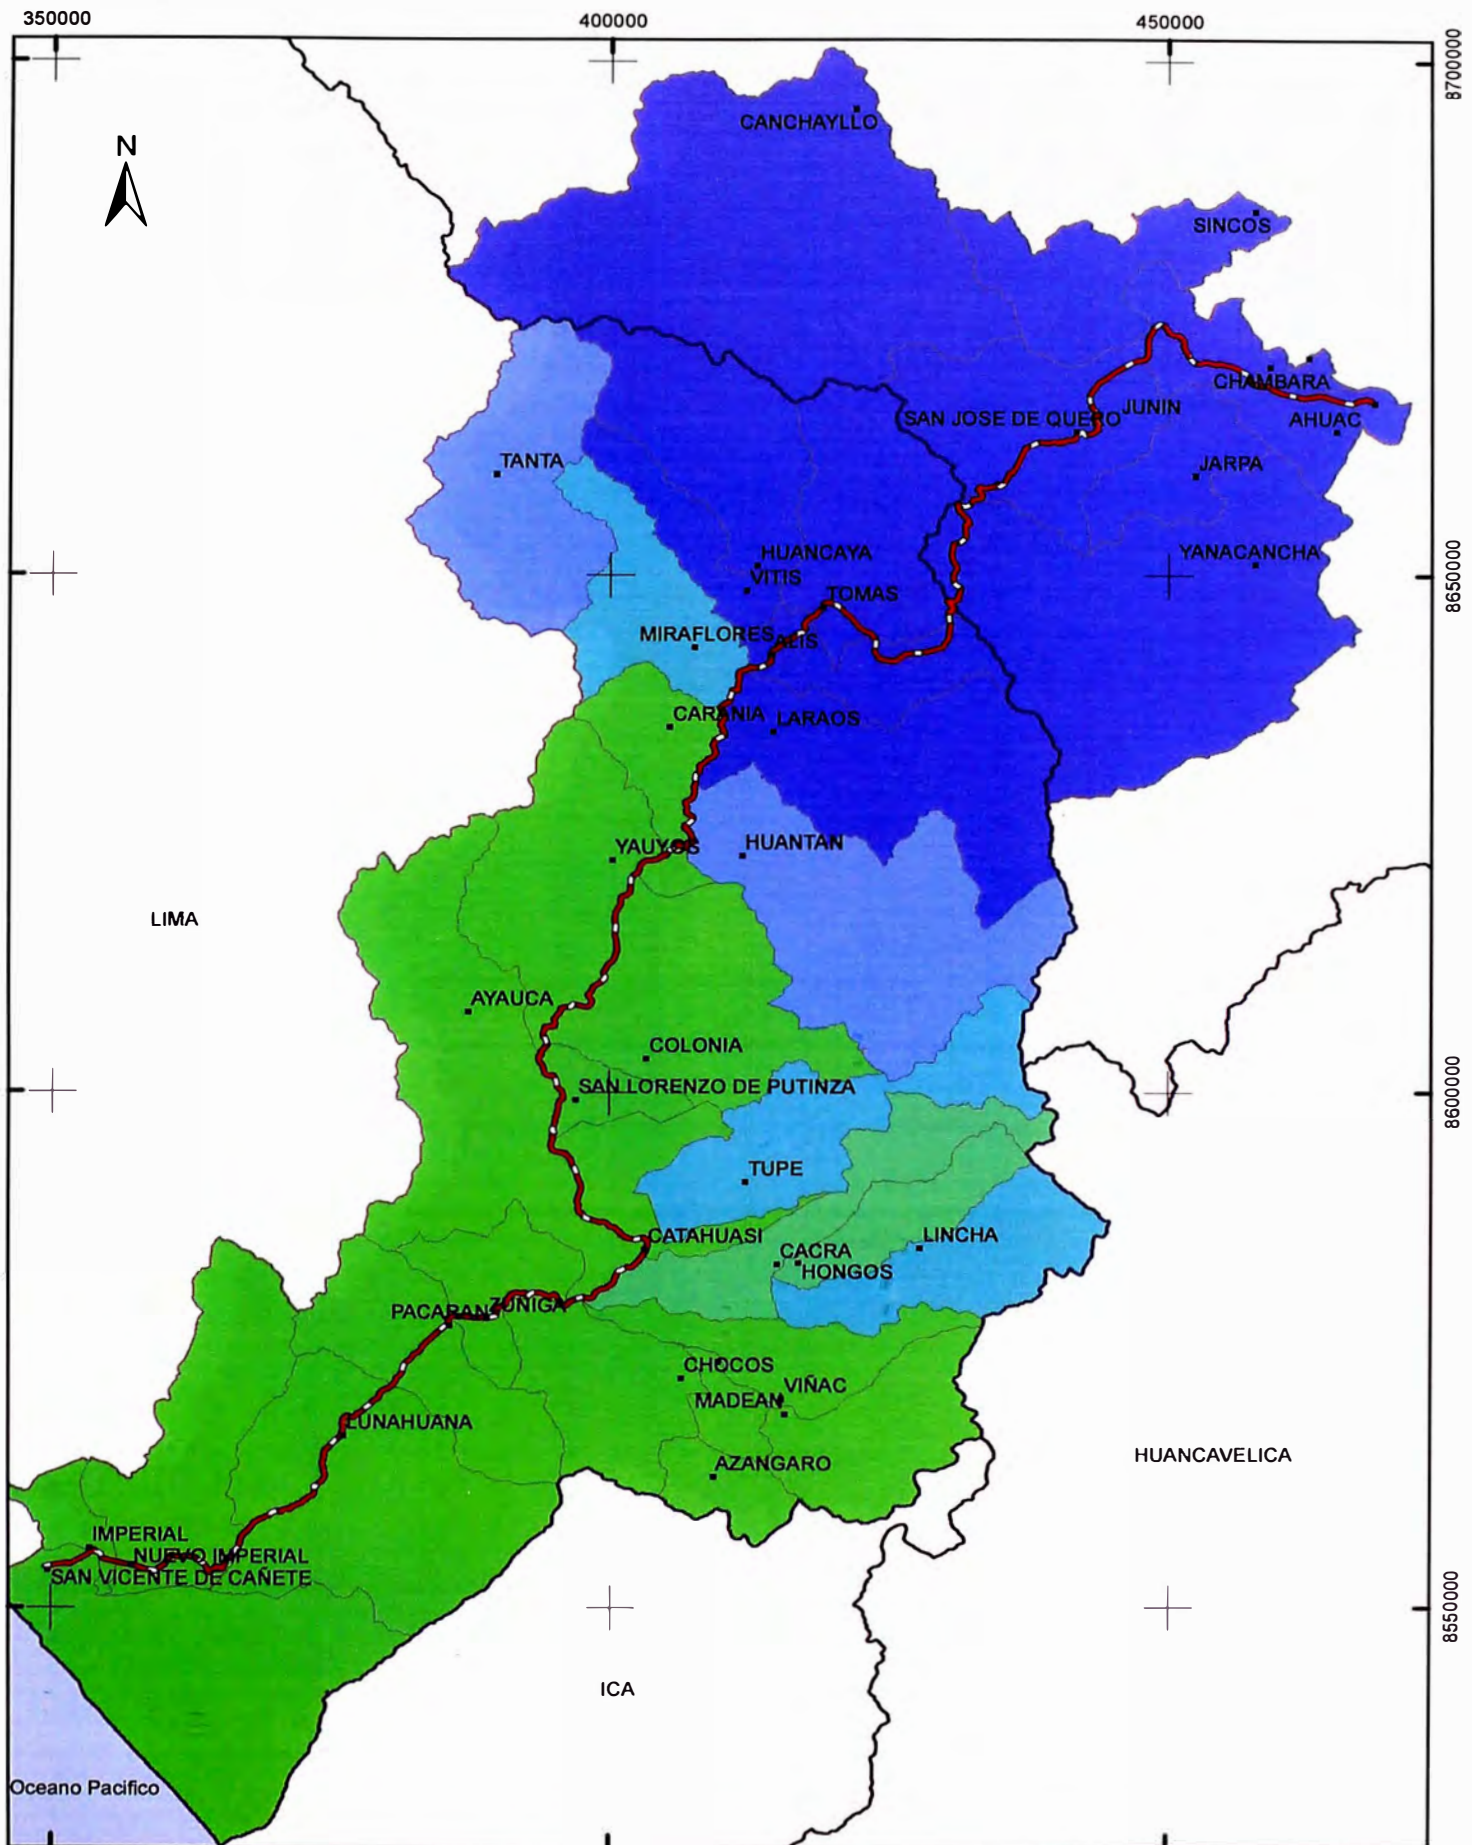 350000
400000
450000
8700000
CANCHAYLLO
N
SINCOS
CHAMBARA
JUNIN
SAN JOSE DE QUERO
AHUAC
TANTA
JARPA
HUANCAYA
YANACANCHA
8650000
VITIS
TOMAS
MIRAFLORES
ALIS
CARANIA
LARAOS
YAUYOS
HUANTAN
LIMA
AYAUCA
COLONIA
SAN LORENZO DE PUTINZA
8600000
TUPE
CATAHUASI
LINCHA
CACRA
HONGOS
ZUÑIGA
PACARAN
CHOCOS
VIÑAC
MADEAN
LUNAHUANA
HUANCAVELICA
AZANGARO
IMPERIAL
NUEVO IMPERIAL
SAN VICENTE DE CAÑETE
8550000
ICA
Oceano Pacifico